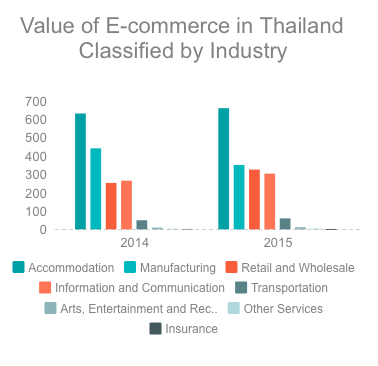 Value of E-commerce in Thailand
Classified by Industry
700
600
500
400
300
200
100
0
2014
2015
Accommodation
Manufacturing
Retail and Wholesale
Information and Communication
Transportation
Arts, Entertainment and Rec..
Other Services
Insurance